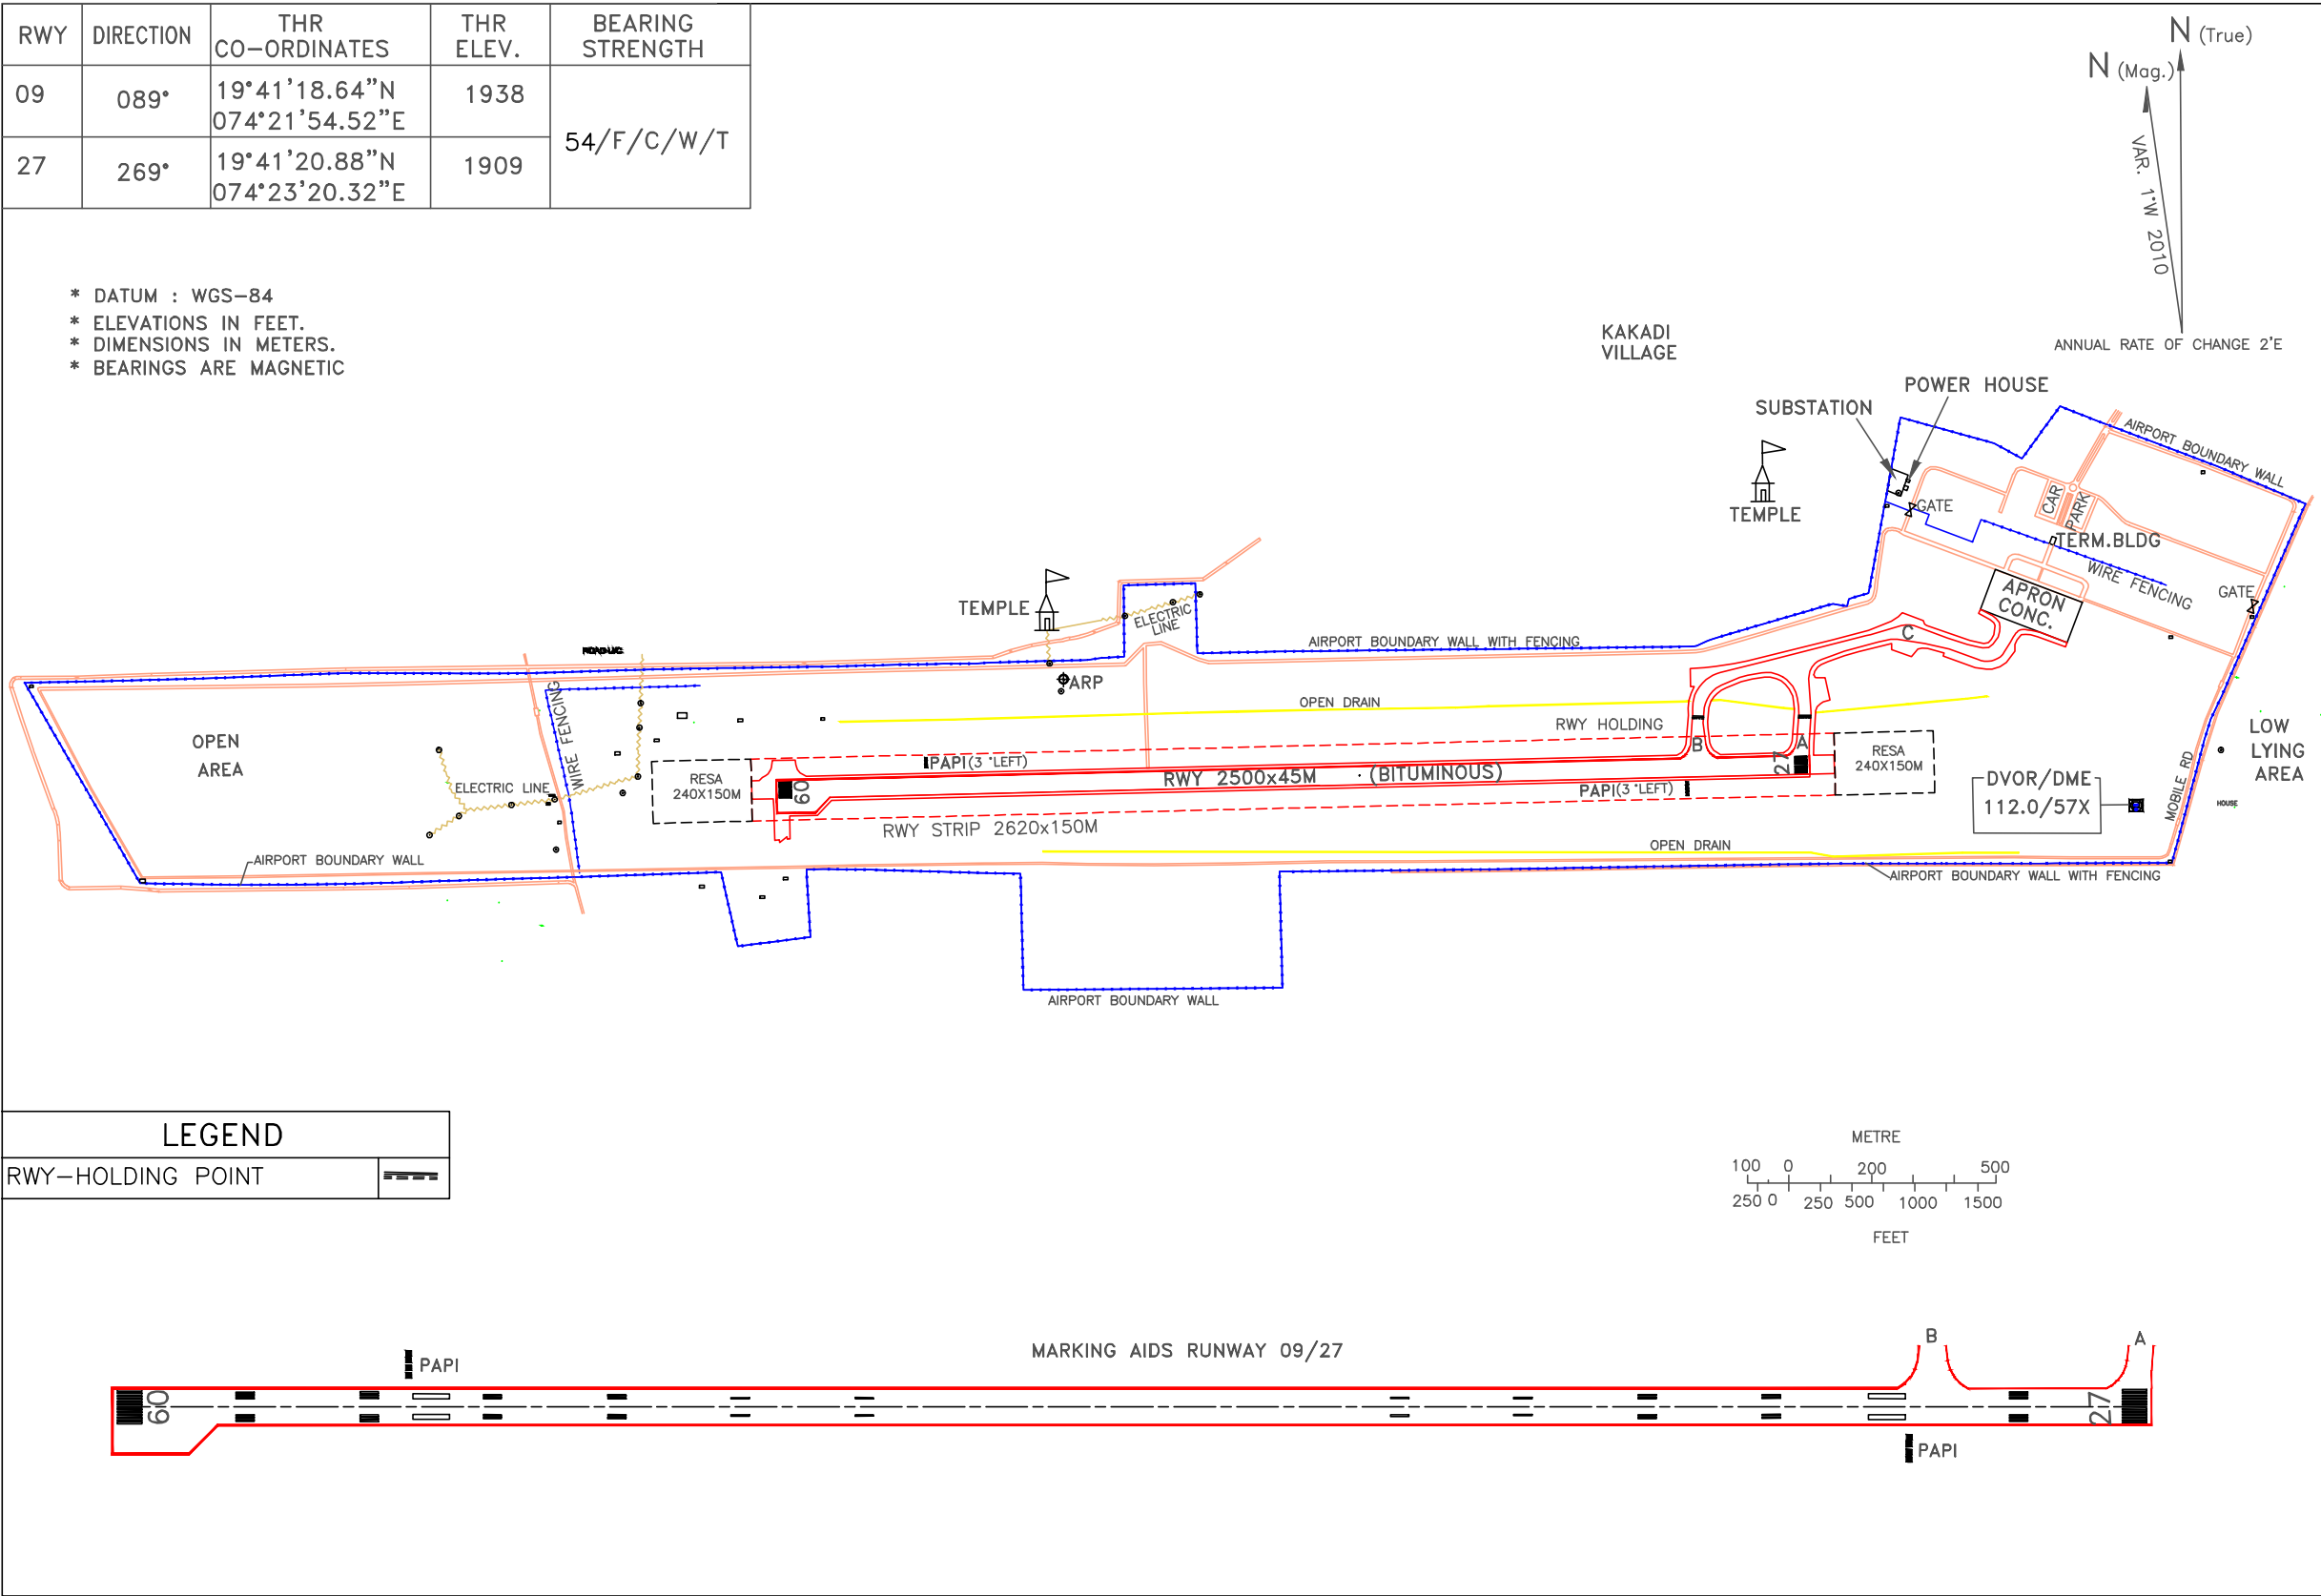 RWY DIRECTION THR CO-ORDINATES THR ELEV. BEARING STRENGTH
09 089° 19°41'18.64"N 074°21'54.52"E 1938
54/F/C/W/T
27 269° 19°41'20.88"N 074°23'20.32"E 1909
N (True)
N (Mag.)
VAR. 1°W 2010
ANNUAL RATE OF CHANGE 2'E
* DATUM : WGS-84
* ELEVATIONS IN FEET.
* DIMENSIONS IN METERS.
* BEARINGS ARE MAGNETIC
KAKADI
VILLAGE
POWER HOUSE
SUBSTATION
TEMPLE
GATE
CAR
PARK
AIRPORT BOUNDARY WALL
TERM.BLDG
WIRE FENCING
GATE
APRON
CONC.
C
TEMPLE
ELECTRIC
LINE
AIRPORT BOUNDARY WALL WITH FENCING
ARP
OPEN DRAIN
RWY HOLDING
OPEN
AREA
WIRE FENCING
ELECTRIC LINE
RESA
240X150M
PAPI(3°LEFT)
09
RWY 2500x45M (BITUMINOUS)
B
A
27
PAPI(3°LEFT)
RESA
240X150M
RWY STRIP 2620x150M
DVOR/DME
112.0/57X
MOBILE RD
LOW
LYING
AREA
HOUSE
OPEN DRAIN
AIRPORT BOUNDARY WALL
AIRPORT BOUNDARY WALL WITH FENCING
AIRPORT BOUNDARY WALL
LEGEND
RWY-HOLDING POINT
METRE
100 0 200 500
250 0 250 500 1000 1500
FEET
MARKING AIDS RUNWAY 09/27
PAPI
B
A
09
27
PAPI